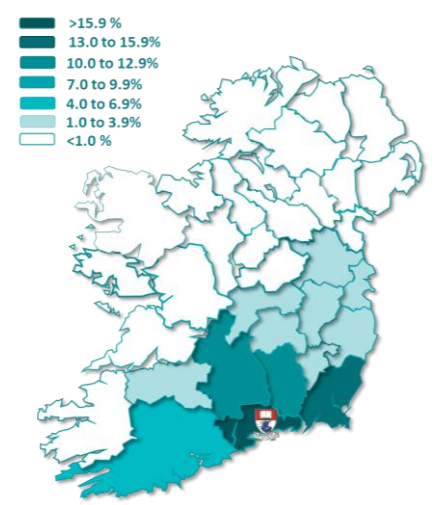 >15.9 %
13.0 to 15.9%
10.0 to 12.9%
7.0 to 9.9%
4.0 to 6.9%
1.0 to 3.9%
<1.0 %